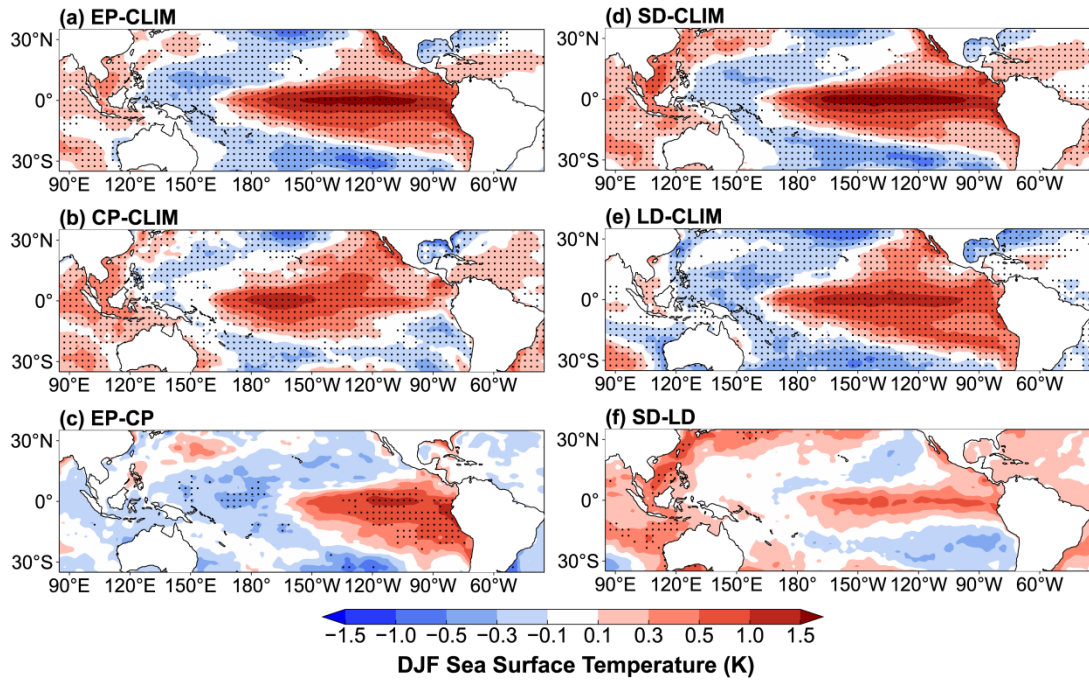 (a) EP-CLIM
30°N
0°
30°S
90°E 120°E 150°E 180° 150°W 120°W 90°W 60°W
(b) CP-CLIM
30°N
0°
30°S
90°E 120°E 150°E 180° 150°W 120°W 90°W 60°W
(c) EP-CP
30°N
0°
30°S
90°E 120°E 150°E 180° 150°W 120°W 90°W 60°W
(d) SD-CLIM
30°N
0°
30°S
90°E 120°E 150°E 180° 150°W 120°W 90°W 60°W
(e) LD-CLIM
30°N
0°
30°S
90°E 120°E 150°E 180° 150°W 120°W 90°W 60°W
(f) SD-LD
30°N
0°
30°S
90°E 120°E 150°E 180° 150°W 120°W 90°W 60°W
−1.5 −1.0 −0.5 −0.3 −0.1 0.1 0.3 0.5 1.0 1.5
DJF Sea Surface Temperature (K)